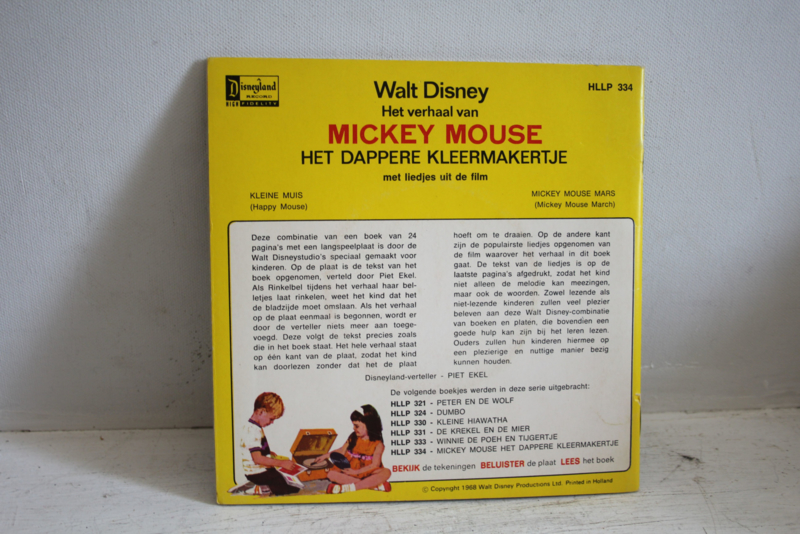 Disneyland
RECORD
HIGH FIDELITY
Walt Disney
HLLP 334
Het verhaal van
MICKEY MOUSE
HET DAPPERE KLEERMAKERTJE
met liedjes uit de film
KLEINE MUIS
(Happy Mouse)
MICKEY MOUSE MARS
(Mickey Mouse March)
Deze combinatie van een boek van 24
pagina's met een langspeelplaat is door de
Walt Disneystudio's speciaal gemaakt voor
kinderen. Op de plaat is de tekst van het
boek opgenomen, verteld door Piet Ekel.
Als Rinkelbel tijdens het verhaal haar bel-
letjes laat rinkelen, weet het kind dat het
de bladzijde moet omslaan. Als het verhaal
op de plaat eenmaal is begonnen, wordt er
door de verteller niets meer aan toege-
voegd. Deze volgt de tekst precies zoals
die in het boek staat. Het hele verhaal staat
op één kant van de plaat, zodat het kind
kan doorlezen zonder dat het de plaat
hoeft om te draaien. Op de andere kant
zijn de populairste liedjes opgenomen van
de film waarover het verhaal in dit boek
gaat. De tekst van de liedjes is op de
laatste pagina's afgedrukt, zodat het kind
niet alleen de melodie kan meezingen,
maar ook de woorden. Zowel lezende als
niet-lezende kinderen zullen veel plezier
beleven aan deze Walt Disney-combinatie
van boeken en platen, die bovendien een
goede hulp kan zijn bij het leren lezen.
Ouders zullen hun kinderen hiermee op
een plezierige en nuttige manier bezig
kunnen houden.
Disneyland-verteller - PIET EKEL
De volgende boekjes werden in deze serie uitgebracht:
HLLP 321 - PETER EN DE WOLF
HLLP 324 - DUMBO
HLLP 330 - KLEINE HIAWATHA
HLLP 331 - DE KREKEL EN DE MIER
HLLP 333 - WINNIE DE POEH EN TIJGERTJE
HLLP 334 - MICKEY MOUSE HET DAPPERE KLEERMAKERTJE
BEKIJK de tekeningen BELUISTER de plaat LEES het boek
© Copyright 1968 Walt Disney Productions Ltd. Printed in Holland